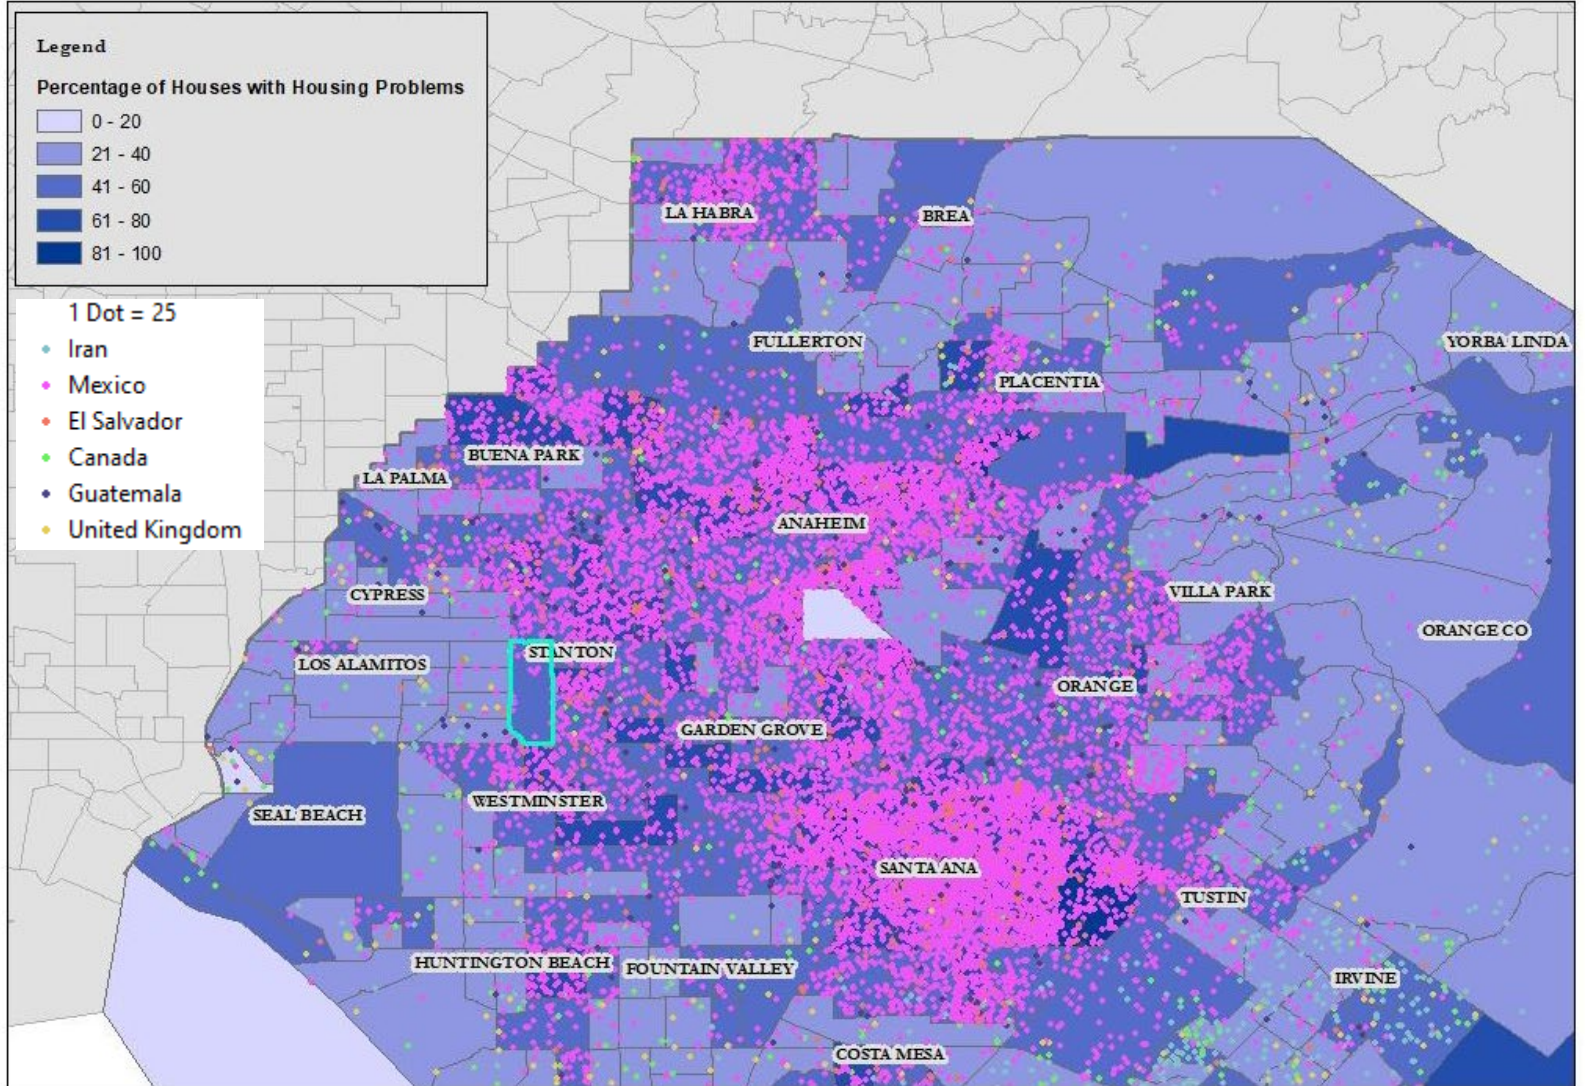 Legend
Percentage of Houses with Housing Problems
0 - 20
21 - 40
41 - 60
61 - 80
81 - 100
1 Dot = 25
Iran
Mexico
El Salvador
Canada
Guatemala
United Kingdom
LA HABRA
BREA
FULLERTON
YORBA LINDA
PLACENTIA
BUENA PARK
LA PALMA
ANAHEIM
CYPRESS
VILLA PARK
ORANGE CO
STANTON
LOS ALAMITOS
ORANGE
GARDEN GROVE
WESTMINSTER
SEAL BEACH
SANTA ANA
TUSTIN
HUNTINGTON BEACH
FOUNTAIN VALLEY
IRVINE
COSTA MESA